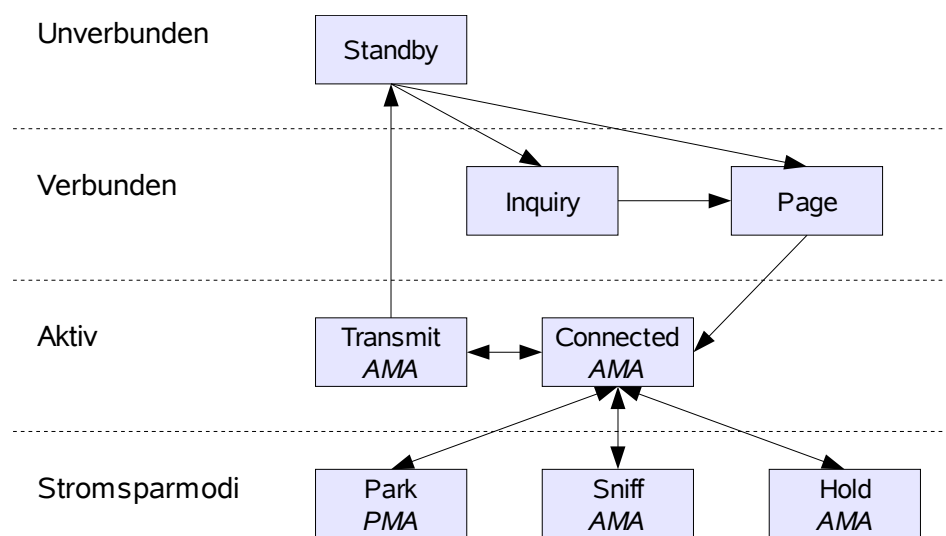 Unverbunden
Standby
Verbunden
Inquiry
Page
Aktiv
Transmit
AMA
Connected
AMA
Stromsparmodi
Park
PMA
Sniff
AMA
Hold
AMA